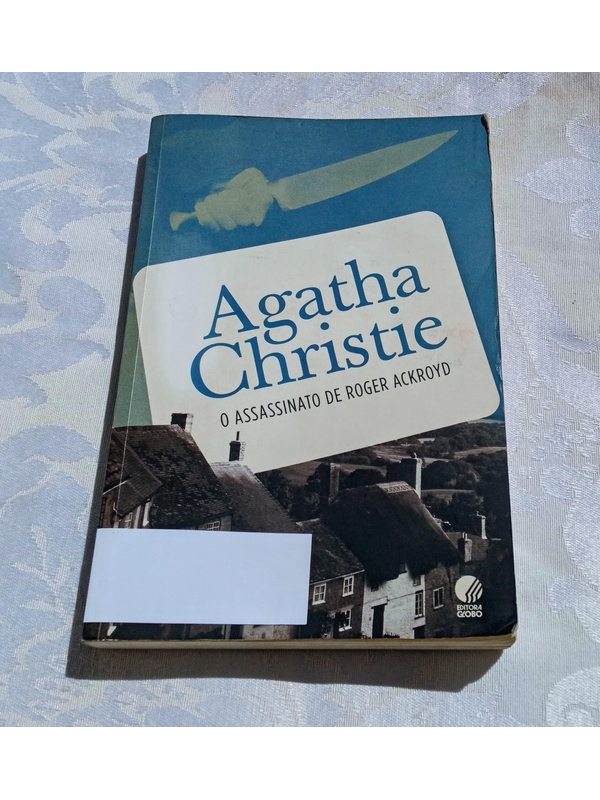 Agatha
Christie
O ASSASSINATO DE ROGER ACKROYD
EDITORA
GLOBO